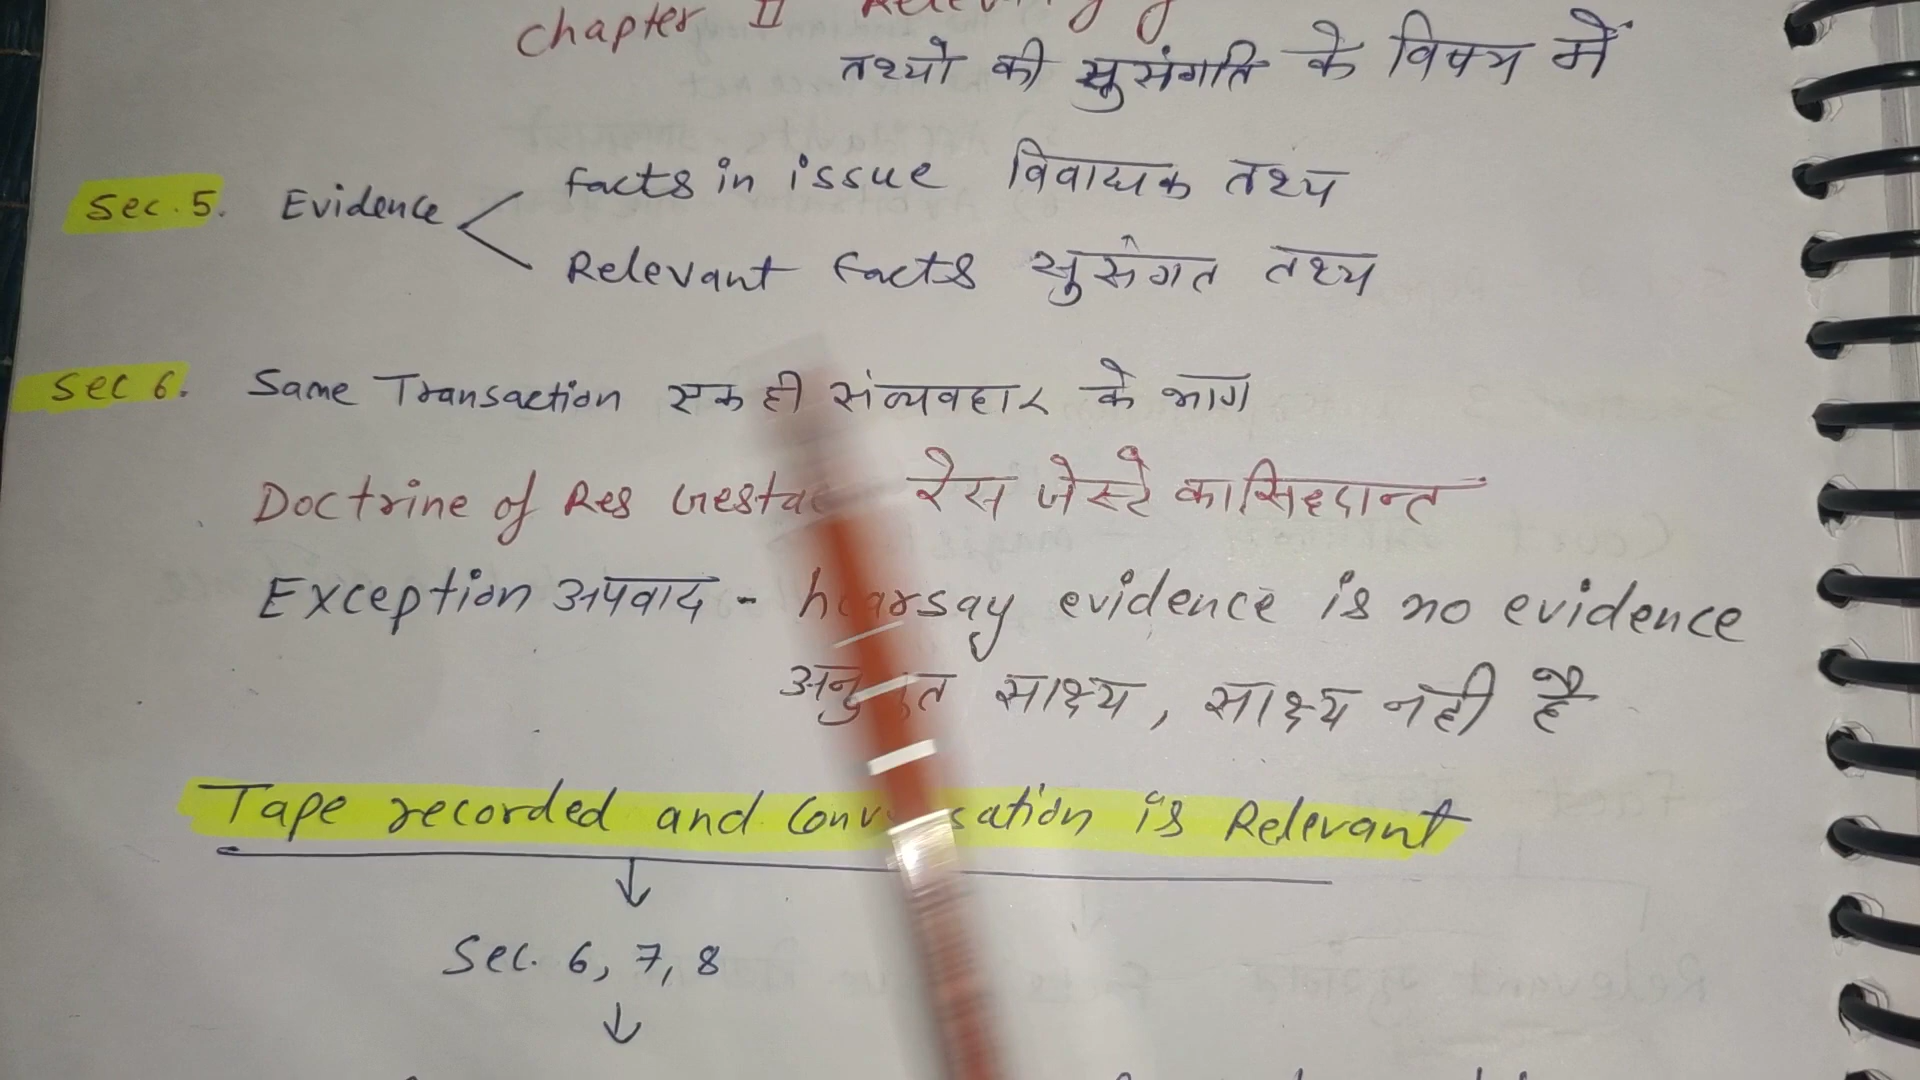 Chapter II
तथ्यो की सुसंगति के विषय में
Sec. 5. Evidence
Facts in issue विवाद्यक तथ्य
Relevant Facts सुसंगत तथ्य
Sec 6. Same Transaction एक ही संव्यवहार के भाग
Doctrine of Res रेस जेस्टे का सिद्दान्त
Exception अपवाद - hearsay evidence is no evidence
साक्ष्य, साक्ष्य नही है
Tape recorded and Conversation is Relevant
Sec. 6, 7, 8